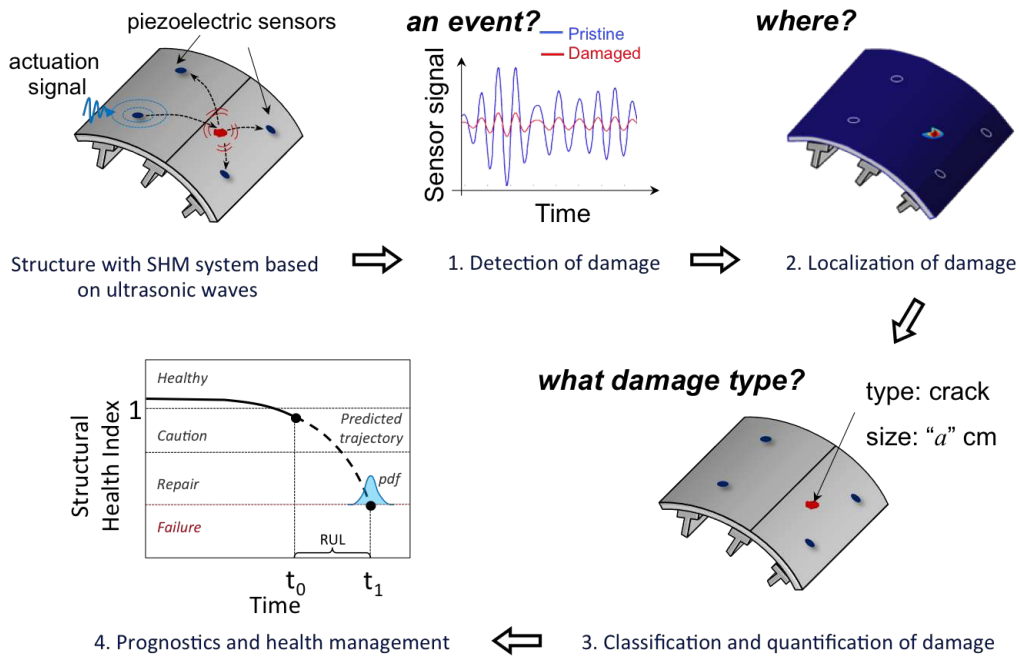 piezoelectric sensors
actuation
signal
Structure with SHM system based
on ultrasonic waves
an event?
Pristine
Damaged
Sensor signal
Time
1. Detection of damage
where?
2. Localization of damage
what damage type?
type: crack
size: “a” cm
3. Classification and quantification of damage
Structural
Health Index
1
Healthy
Caution
Predicted
trajectory
Repair
pdf
Failure
RUL
t0
t1
Time
4. Prognostics and health management